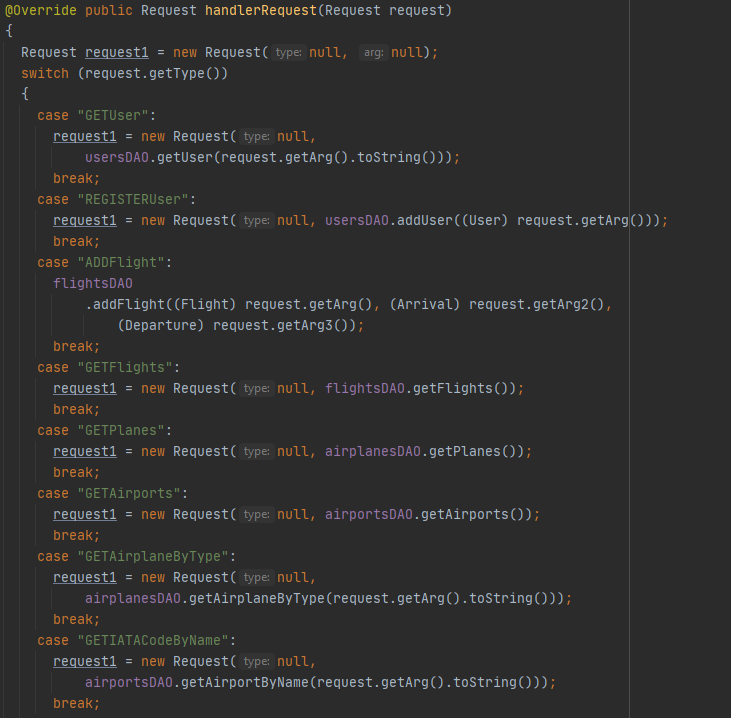 @Override public Request handlerRequest(Request request)
{
  Request request1 = new Request( type: null,  arg: null);
  switch (request.getType())
  {
    case "GETUser":
      request1 = new Request( type: null,
          usersDAO.getUser(request.getArg().toString()));
      break;
    case "REGISTERUser":
      request1 = new Request( type: null, usersDAO.addUser((User) request.getArg()));
      break;
    case "ADDFlight":
      flightsDAO
          .addFlight((Flight) request.getArg(), (Arrival) request.getArg2(),
              (Departure) request.getArg3());
      break;
    case "GETFlights":
      request1 = new Request( type: null, flightsDAO.getFlights());
      break;
    case "GETPlanes":
      request1 = new Request( type: null, airplanesDAO.getPlanes());
      break;
    case "GETAirports":
      request1 = new Request( type: null, airportsDAO.getAirports());
      break;
    case "GETAirplaneByType":
      request1 = new Request( type: null,
          airplanesDAO.getAirplaneByType(request.getArg().toString()));
      break;
    case "GETIATACodeByName":
      request1 = new Request( type: null,
          airportsDAO.getAirportByName(request.getArg().toString()));
      break;